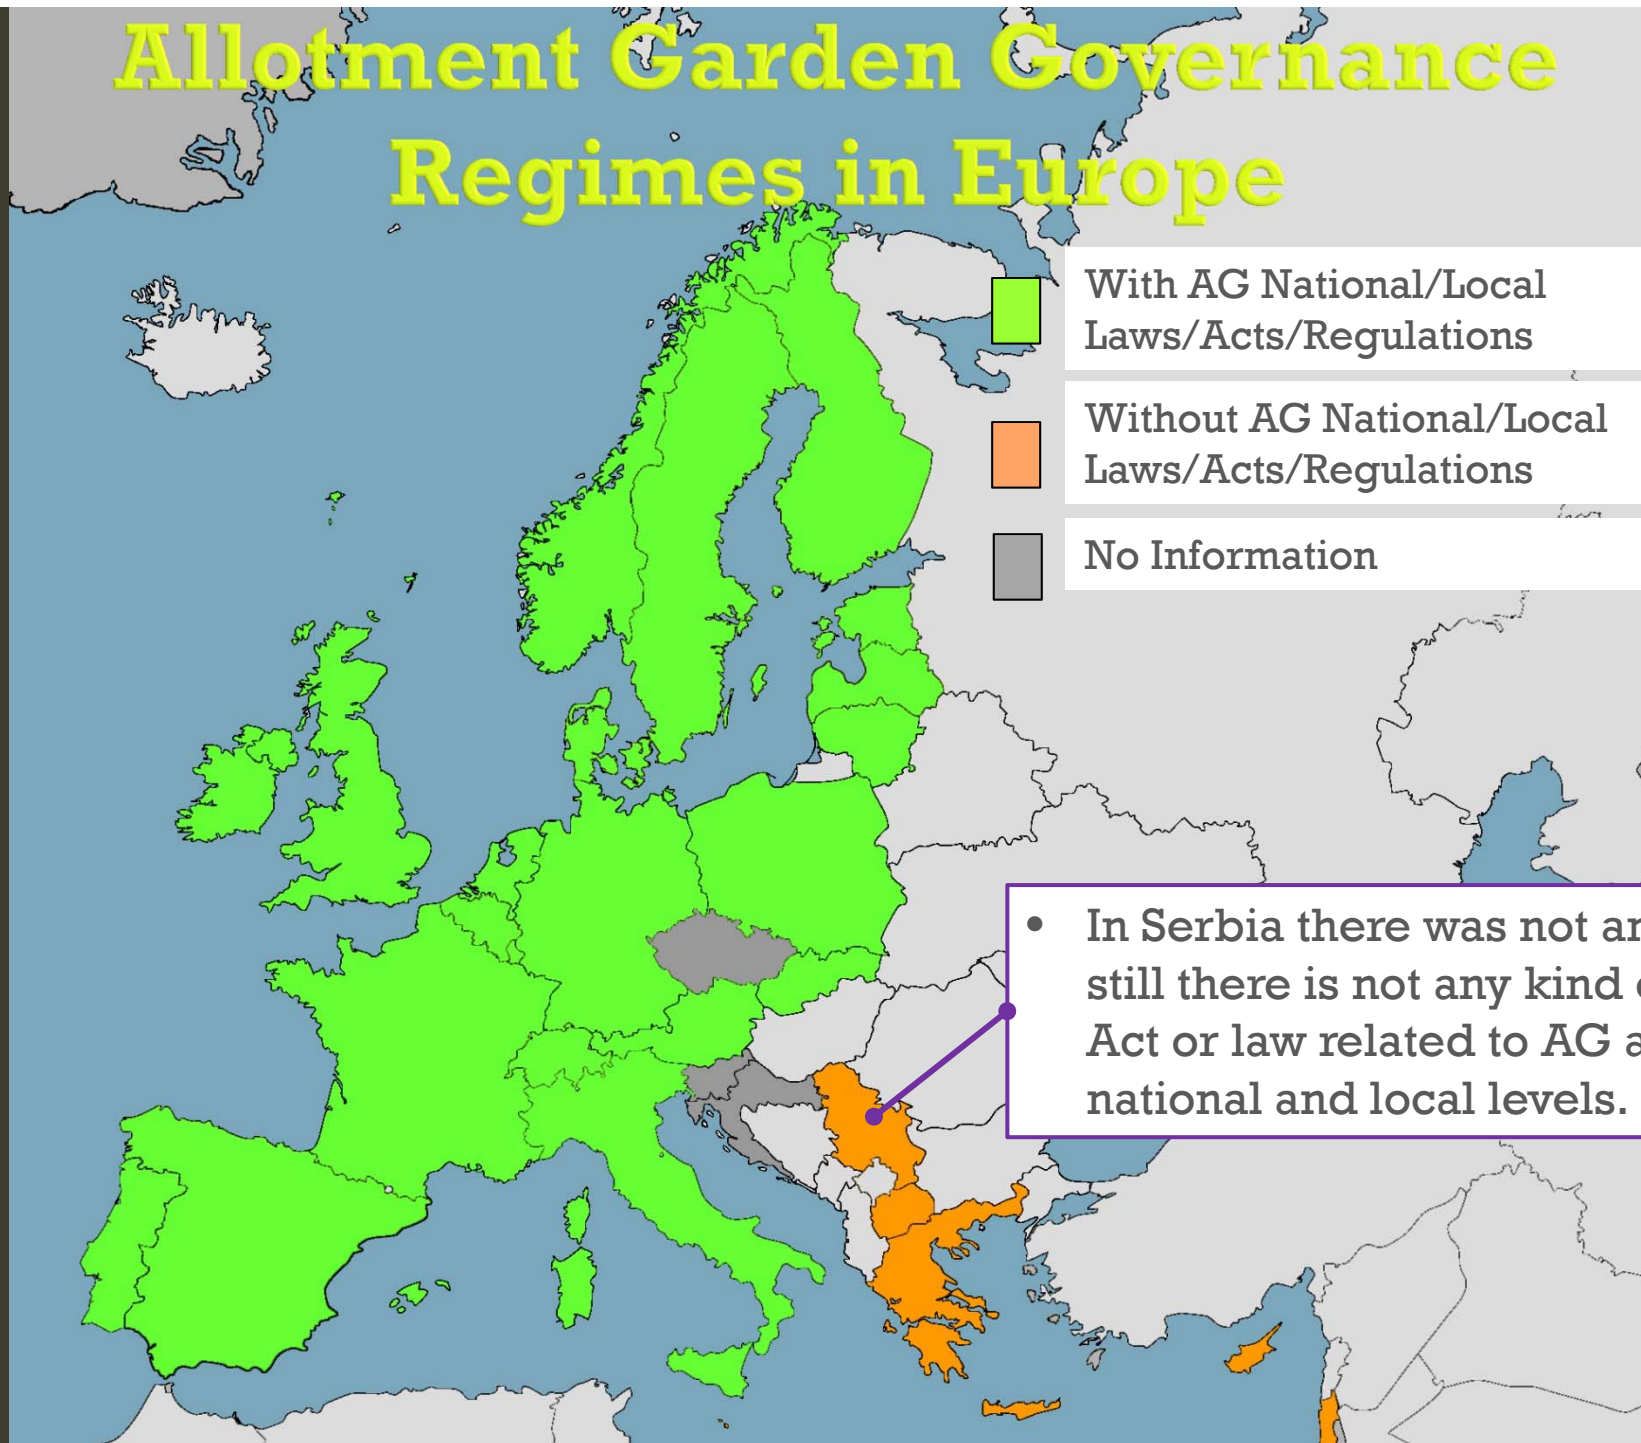 Allotment Garden Governance
Regimes in Europe
With AG National/Local
Laws/Acts/Regulations
Without AG National/Local
Laws/Acts/Regulations
No Information
• In Serbia there was not
still there is not any kind
Act or law related to AG
national and local levels.